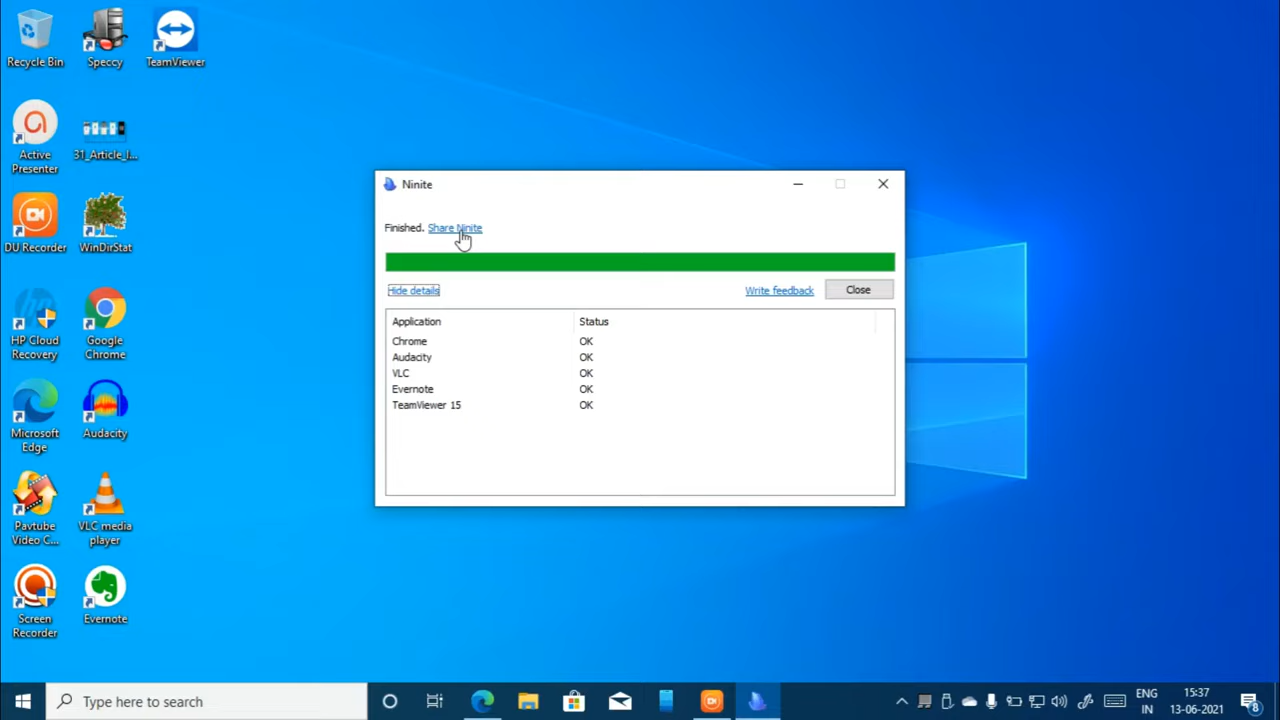 Recycle Bin
Speccy
TeamViewer
Active
Presenter
31_Article_I...
DU Recorder
WinDirStat
HP Cloud
Recovery
Google
Chrome
Microsoft
Edge
Audacity
Pavtube
Video C...
VLC media
player
Screen
Recorder
Evernote
Ninite
Finished. Share Ninite
Hide details
Write feedback
Close
Application Status
Chrome OK
Audacity OK
VLC OK
Evernote OK
TeamViewer 15 OK
Type here to search
ENG
IN
15:37
13-06-2021
8